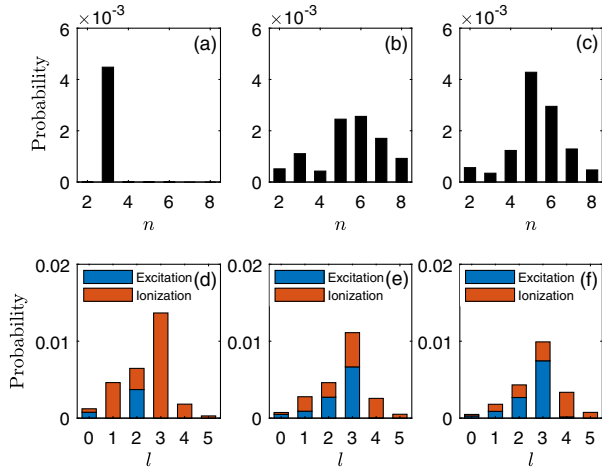 ×10⁻³ ×10⁻³ ×10⁻³
6 (a) 6 (b) 6 (c)
Probability
4 4 4
2 2 2
0 0 0
2 4 6 8 2 4 6 8 2 4 6 8
n n n
0.02 Excitation (d) 0.02 Excitation (e) 0.02 Excitation (f)
Ionization Ionization Ionization
Probability
0.01 0.01 0.01
0 0 0
0 1 2 3 4 5 0 1 2 3 4 5 0 1 2 3 4 5
l l l